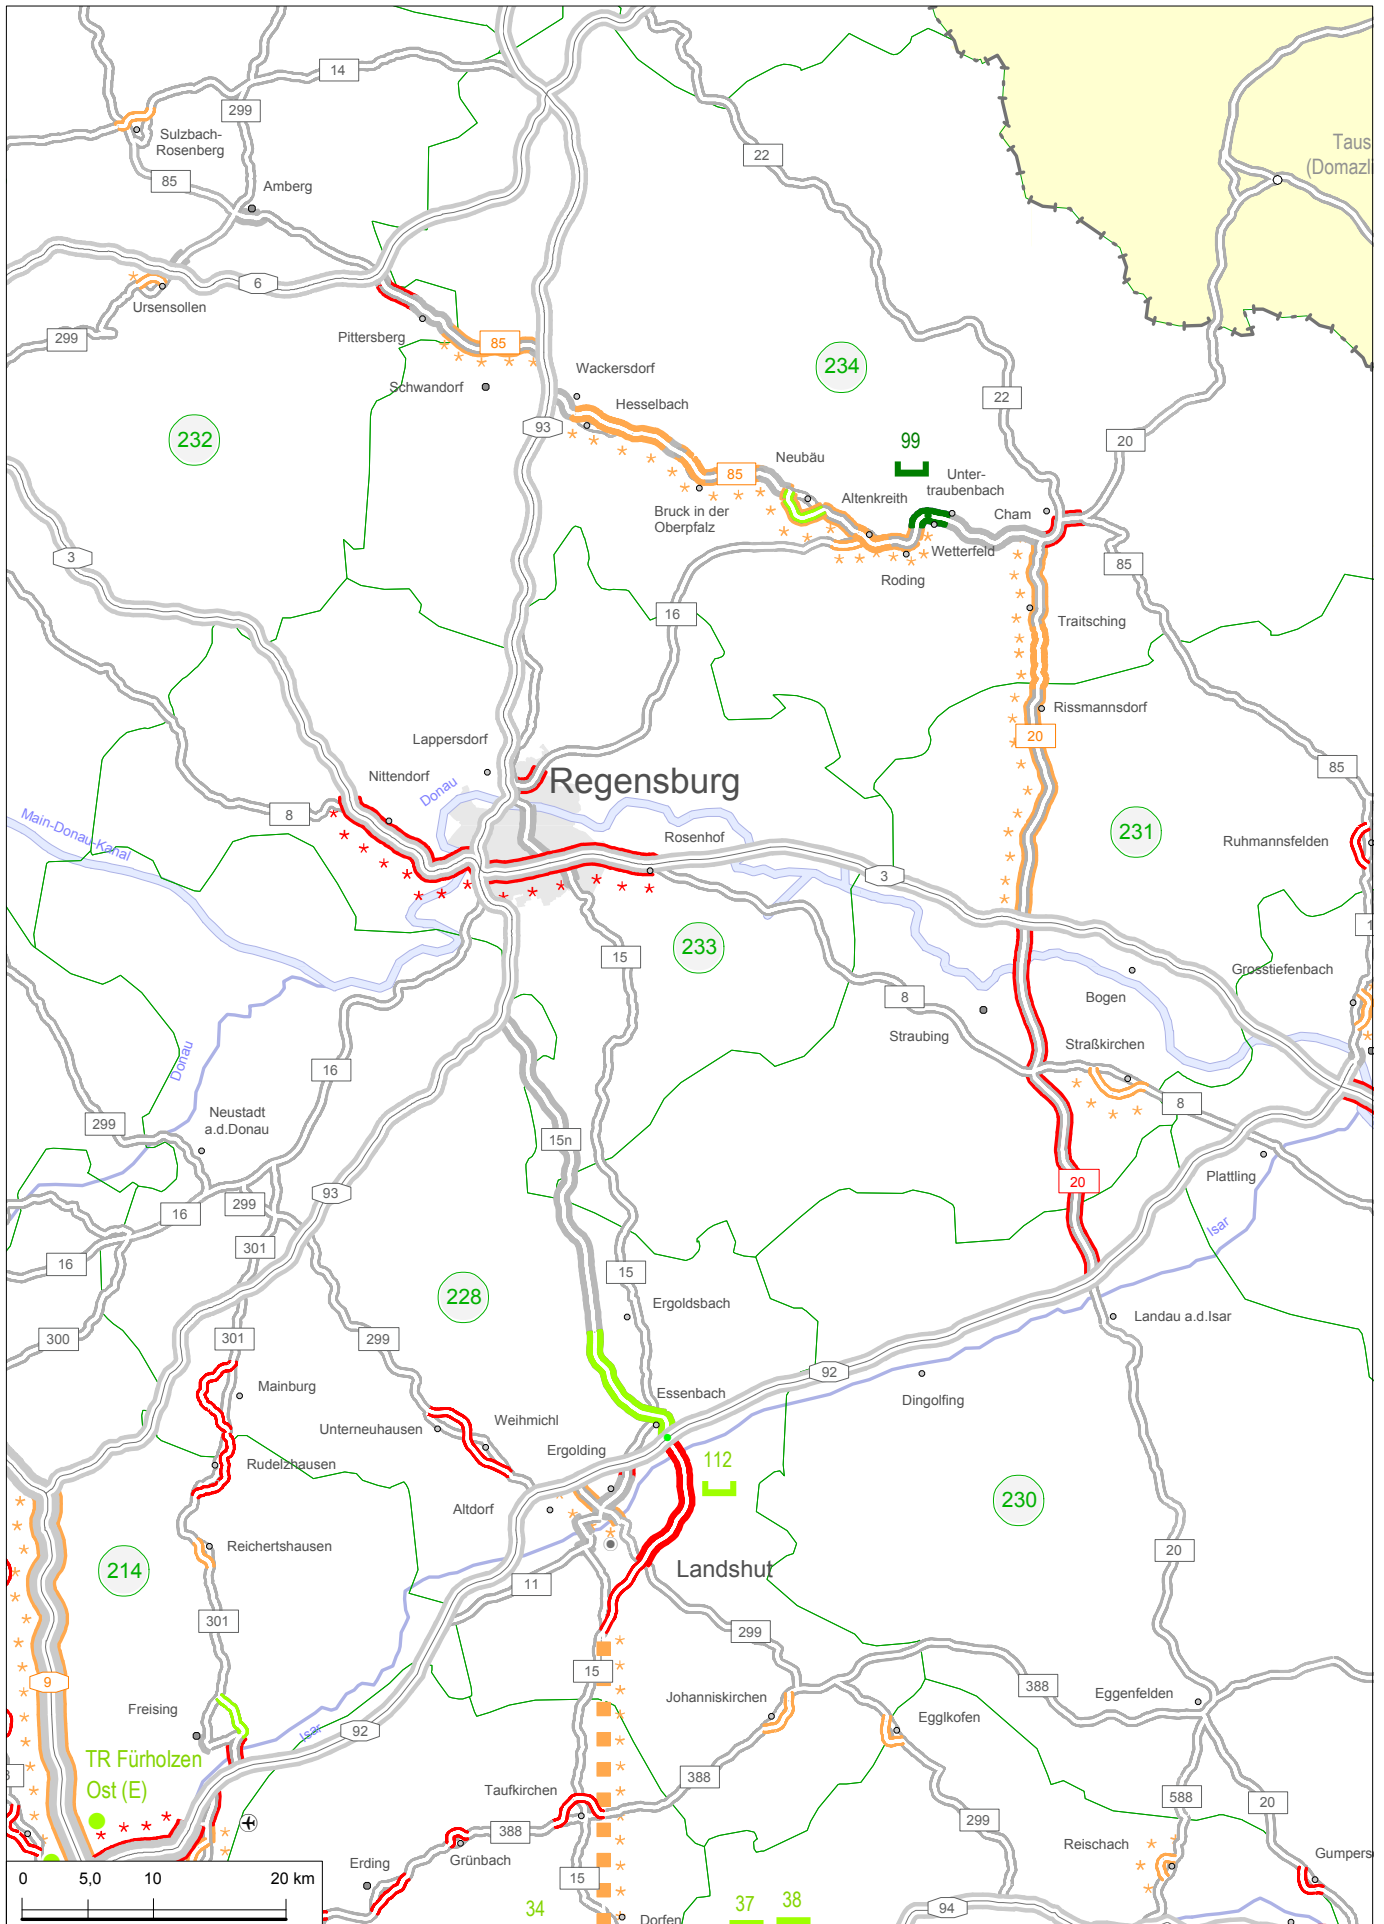 14
299
Sulzbach-
Rosenberg
22
Taus
(Domazli
85
Amberg
6
Ursensollen
299
Pittersberg
85
234
Wackersdorf
Schwandorf
22
Hesselbach
232
93
99
20
Neubäu
Unter-
traubenbach
85
Altenkreith
Bruck in der
Oberpfalz
Cham
3
Wetterfeld
85
Roding
16
Traitsching
Rissmannsdorf
20
Lappersdorf
Nittendorf
Regensburg
85
Donau
8
Main-Donau-Kanal
Rosenhof
231
Ruhmannsfelden
3
15
233
1
Grosstiefenbach
Bogen
8
Straubing
Straßkirchen
Donau
16
8
Neustadt
a.d.Donau
299
15n
Plattling
93
20
299
16
Isar
301
16
15
228
Ergoldsbach
Landau a.d.Isar
300
301
299
92
Mainburg
Essenbach
Dingolfing
Weihmichl
Unterneuhausen
Ergolding
112
Rudelzhausen
Altdorf
230
Reichertshausen
20
214
Landshut
11
301
299
15
9
388
Johanniskirchen
Eggenfelden
Freising
Egglkofen
Isar
92
TR Fürholzen
Ost (E)
388
Taufkirchen
588
20
388
299
Reischach
Gumpers
Grünbach
Erding
0
5,0
10
20 km
15
34
37
38
94
Dorfen